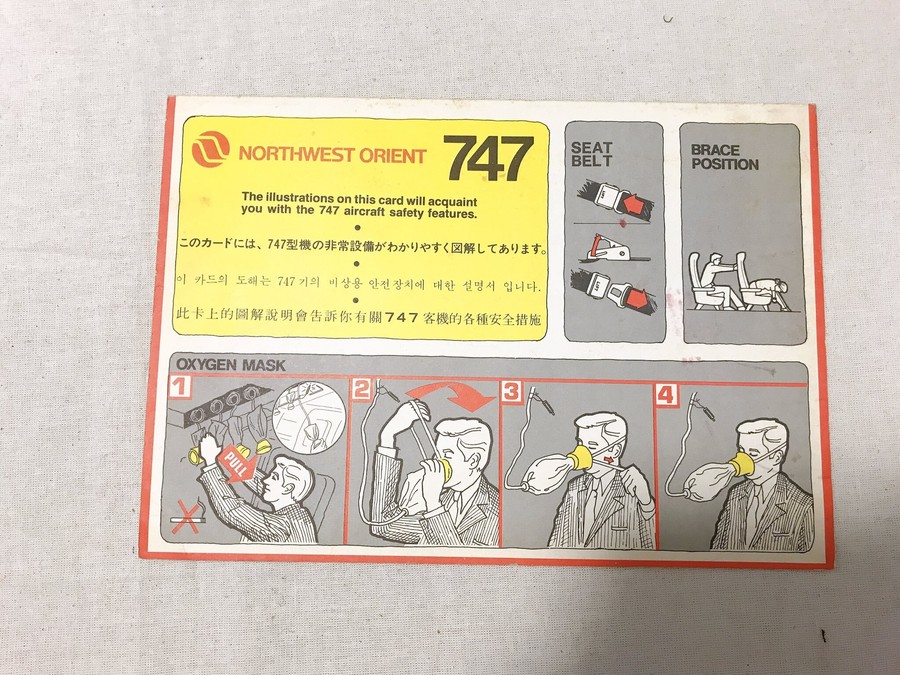 NORTHWEST ORIENT 747
The illustrations on this card will acquaint
you with the 747 aircraft safety features.
このカードには、747型機の非常設備がわかりやすく図解してあります。
이 카드의 도해는 747 기의 비상용 안전장치에 대한 설명서 입니다.
此卡上的圖解說明會告訴你有關747客機的各種安全措施
SEAT
BELT
LIFT
LIFT
BRACE
POSITION
OXYGEN MASK
1
PULL
2
3
4